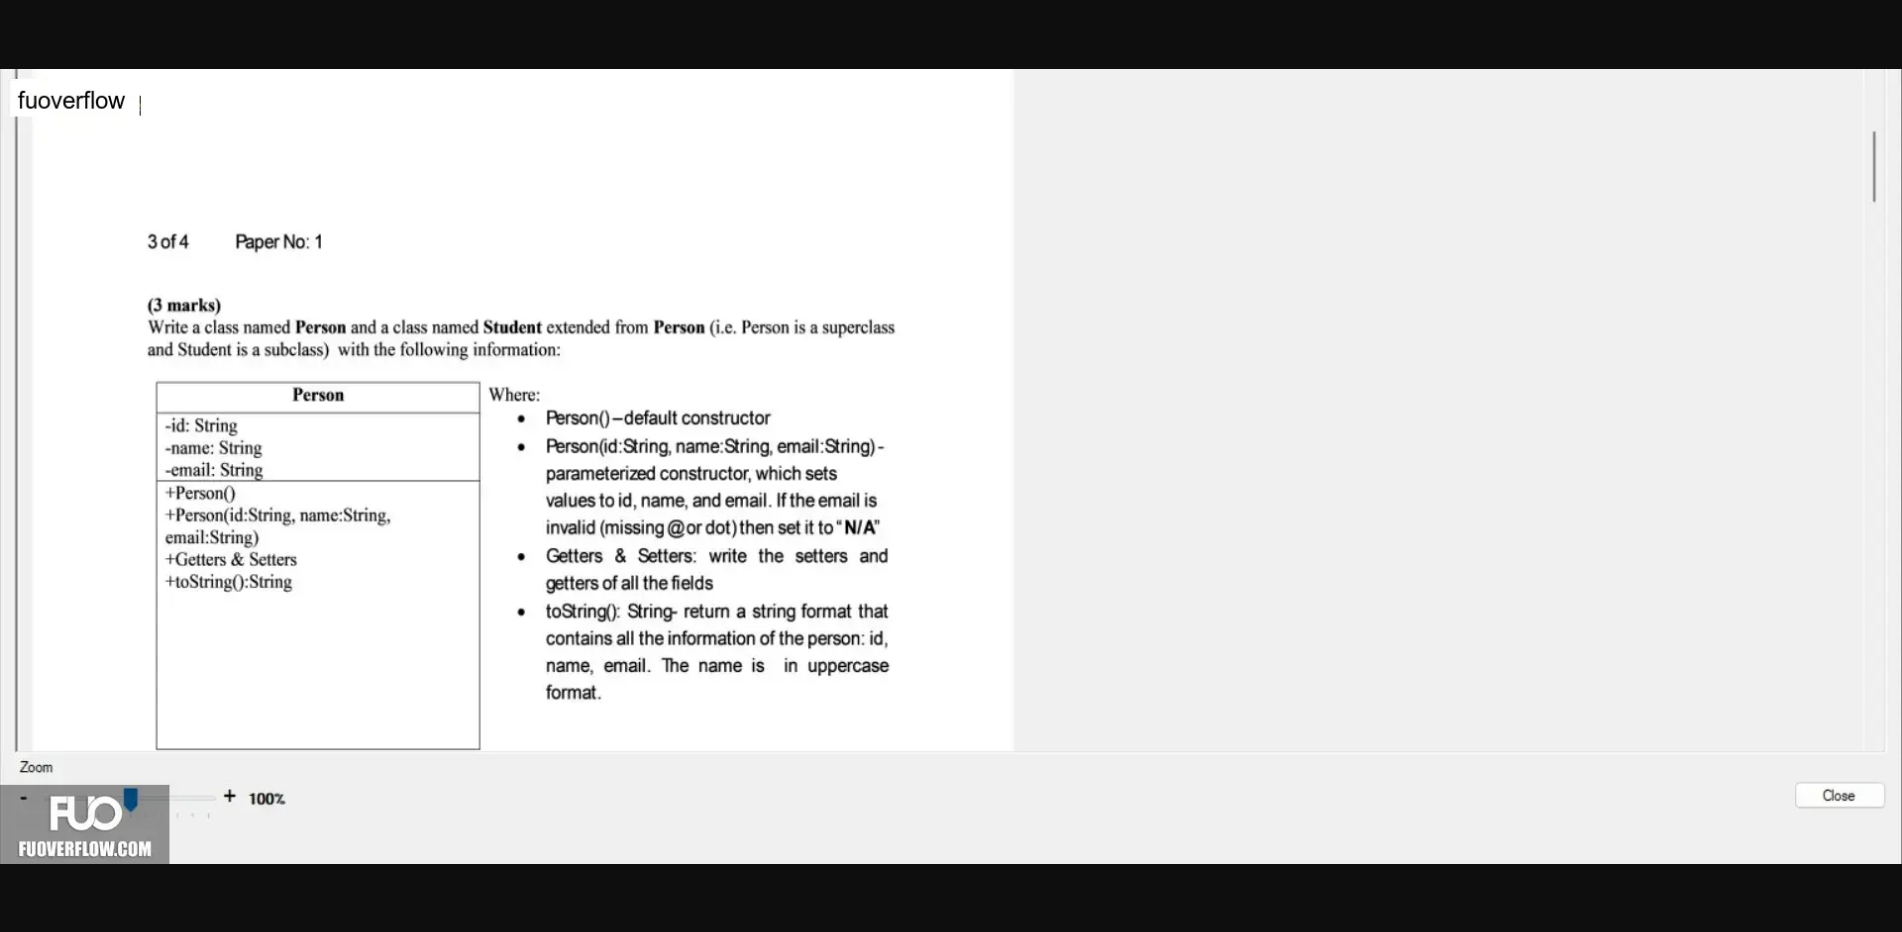 fuoverflow
3 of 4 Paper No: 1
(3 marks)
Write a class named Person and a class named Student extended from Person (i.e. Person is a superclass
and Student is a subclass) with the following information:
Person
-id: String
-name: String
-email: String
+Person()
+Person(id:String, name:String,
email:String)
+Getters & Setters
+toString():String
Where:
• Person() – default constructor
• Person(id:String, name:String, email:String) -
parameterized constructor, which sets
values to id, name, and email. If the email is
invalid (missing @ or dot) then set it to “N/A”
• Getters & Setters: write the setters and
getters of all the fields
• toString(): String- return a string format that
contains all the information of the person: id,
name, email. The name is in uppercase
format.
Zoom
- + 100%
Close
FUO
FUOVERFLOW.COM